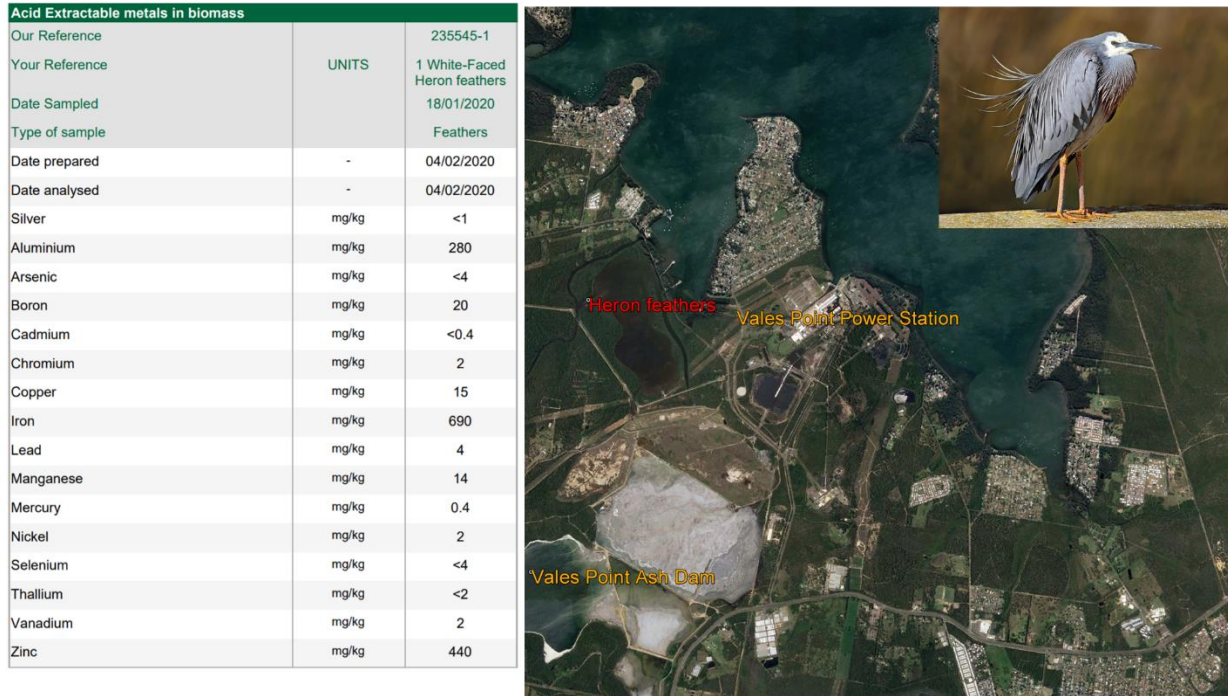 Acid Extractable metals in biomass
Our Reference 235545-1
Your Reference UNITS 1 White-Faced
Heron feathers
Date Sampled 18/01/2020
Type of sample Feathers
Date prepared - 04/02/2020
Date analysed - 04/02/2020
Silver mg/kg <1
Aluminium mg/kg 280
Arsenic mg/kg <4
Boron mg/kg 20
Cadmium mg/kg <0.4
Chromium mg/kg 2
Copper mg/kg 15
Iron mg/kg 690
Lead mg/kg 4
Manganese mg/kg 14
Mercury mg/kg 0.4
Nickel mg/kg 2
Selenium mg/kg <4
Thallium mg/kg <2
Vanadium mg/kg 2
Zinc mg/kg 440
Heron feathers
Vales Point Power Station
Vales Point Ash Dam